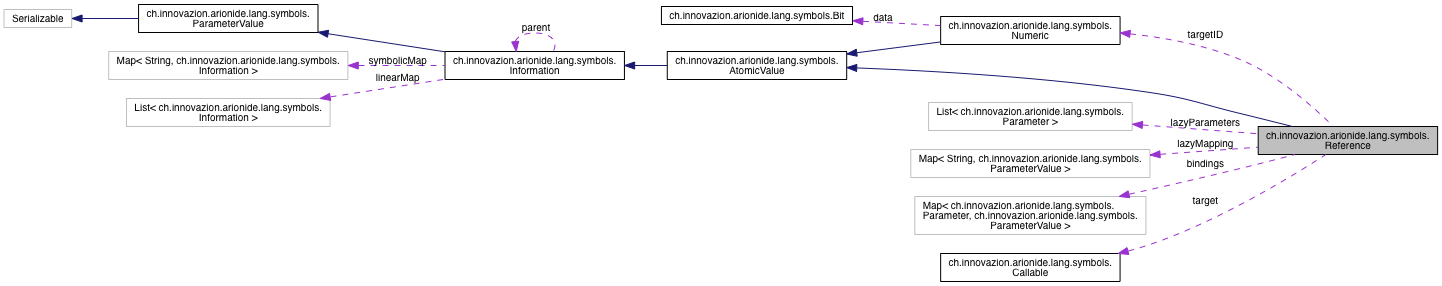 Serializable
ch.innovazion.arionide.lang.symbols.
ParameterValue
Map< String, ch.innovazion.arionide.lang.symbols.
Information >
List< ch.innovazion.arionide.lang.symbols.
Information >
symbolicMap
linearMap
parent
ch.innovazion.arionide.lang.symbols.
Information
ch.innovazion.arionide.lang.symbols.Bit
data
ch.innovazion.arionide.lang.symbols.
AtomicValue
ch.innovazion.arionide.lang.symbols.
Numeric
targetID
List< ch.innovazion.arionide.lang.symbols.
Parameter >
lazyParameters
Map< String, ch.innovazion.arionide.lang.symbols.
ParameterValue >
lazyMapping
bindings
Map< ch.innovazion.arionide.lang.symbols.
Parameter, ch.innovazion.arionide.lang.symbols.
ParameterValue >
target
ch.innovazion.arionide.lang.symbols.
Callable
ch.innovazion.arionide.lang.symbols.
Reference